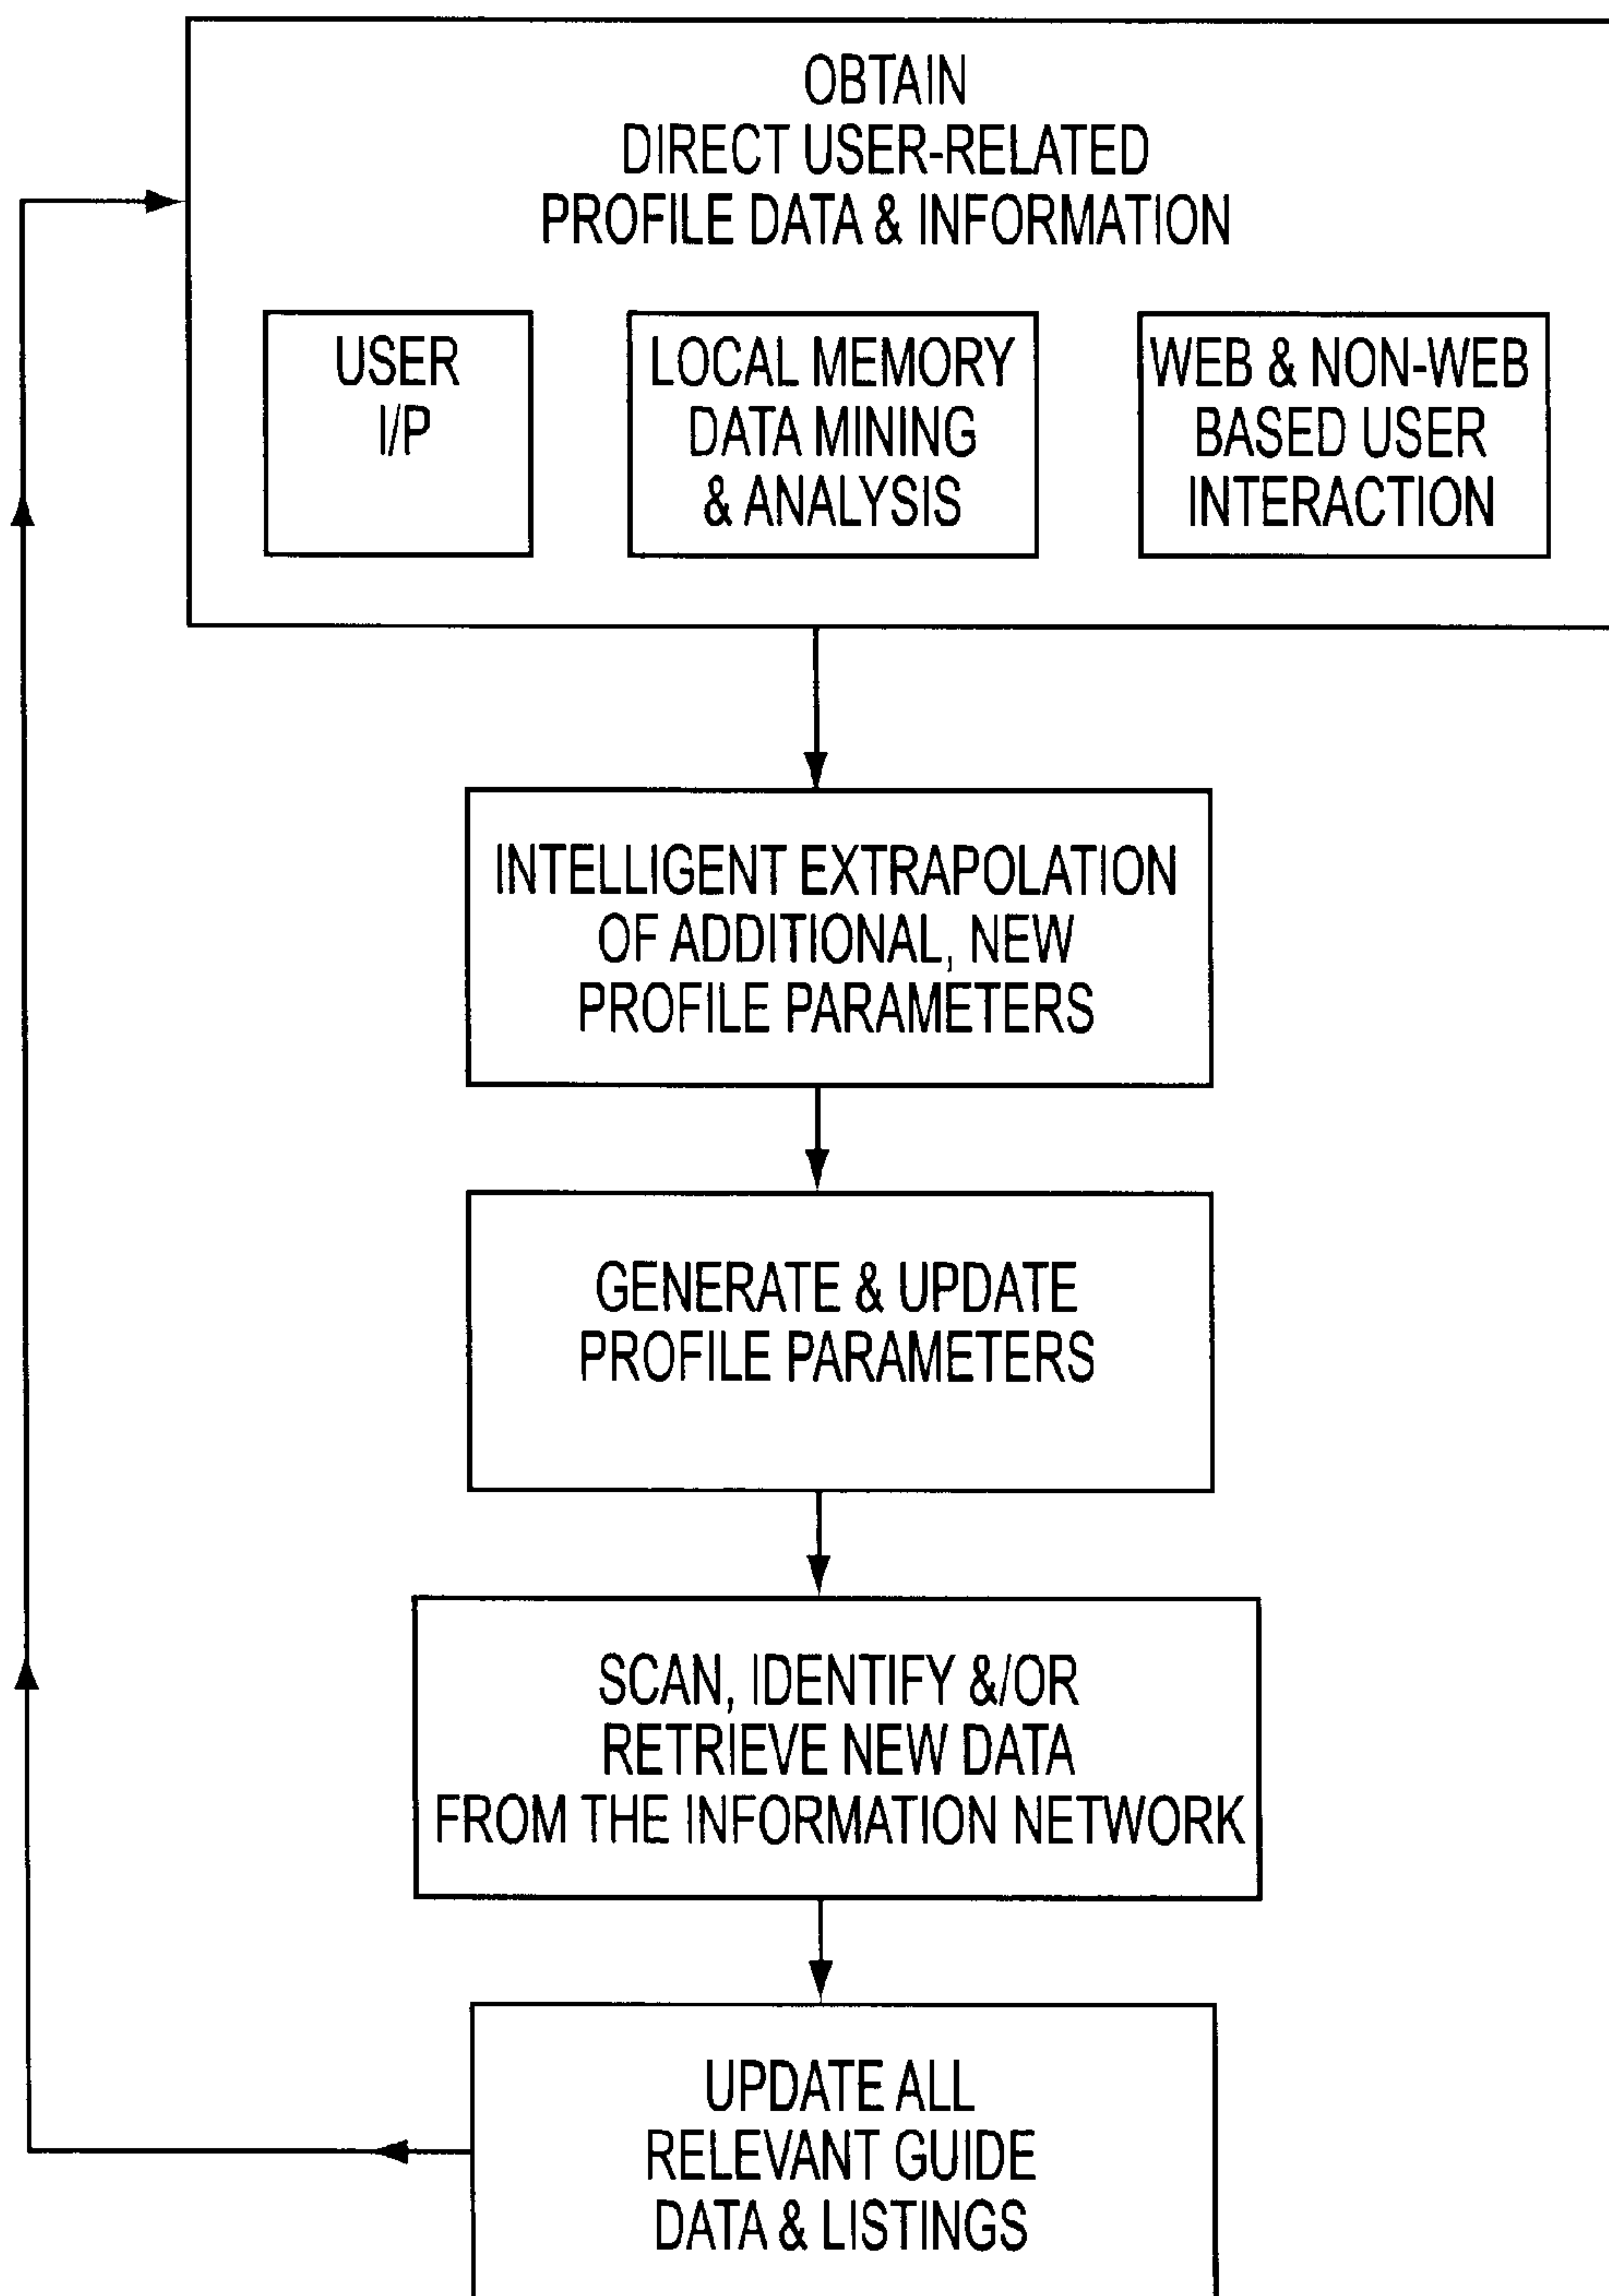 OBTAIN
DIRECT USER-RELATED
PROFILE DATA & INFORMATION
USER
I/P
LOCAL MEMORY
DATA MINING
& ANALYSIS
WEB & NON-WEB
BASED USER
INTERACTION
INTELLIGENT EXTRAPOLATION
OF ADDITIONAL, NEW
PROFILE PARAMETERS
GENERATE & UPDATE
PROFILE PARAMETERS
SCAN, IDENTIFY &/OR
RETRIEVE NEW DATA
FROM THE INFORMATION NETWORK
UPDATE ALL
RELEVANT GUIDE
DATA & LISTINGS